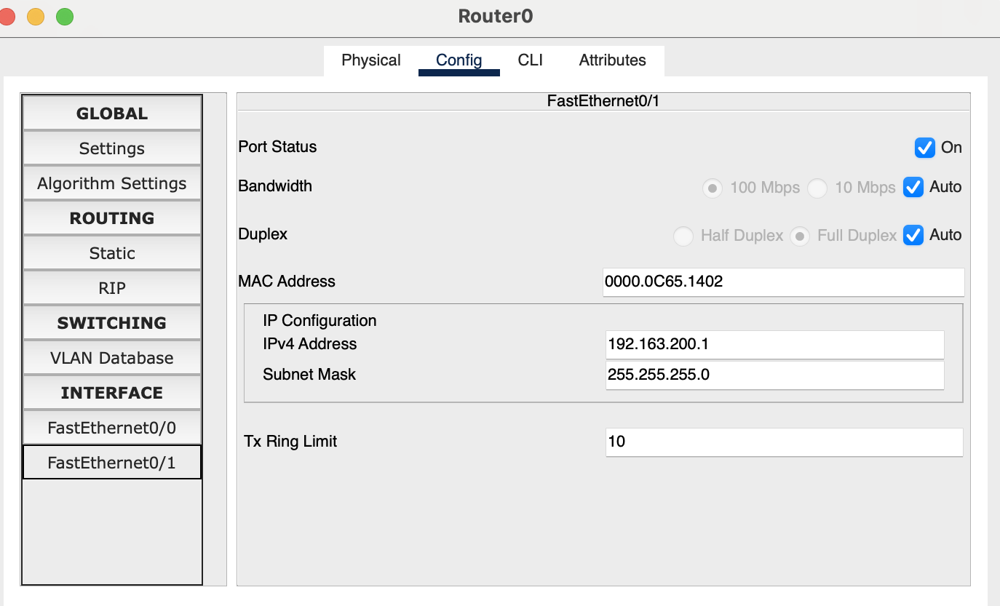 Router0
Physical Config CLI Attributes
GLOBAL
Settings
Algorithm Settings
ROUTING
Static
RIP
SWITCHING
VLAN Database
INTERFACE
FastEthernet0/0
FastEthernet0/1
FastEthernet0/1
Port Status On
Bandwidth 100 Mbps 10 Mbps Auto
Duplex Half Duplex Full Duplex Auto
MAC Address 0000.0C65.1402
IP Configuration
IPv4 Address 192.163.200.1
Subnet Mask 255.255.255.0
Tx Ring Limit 10